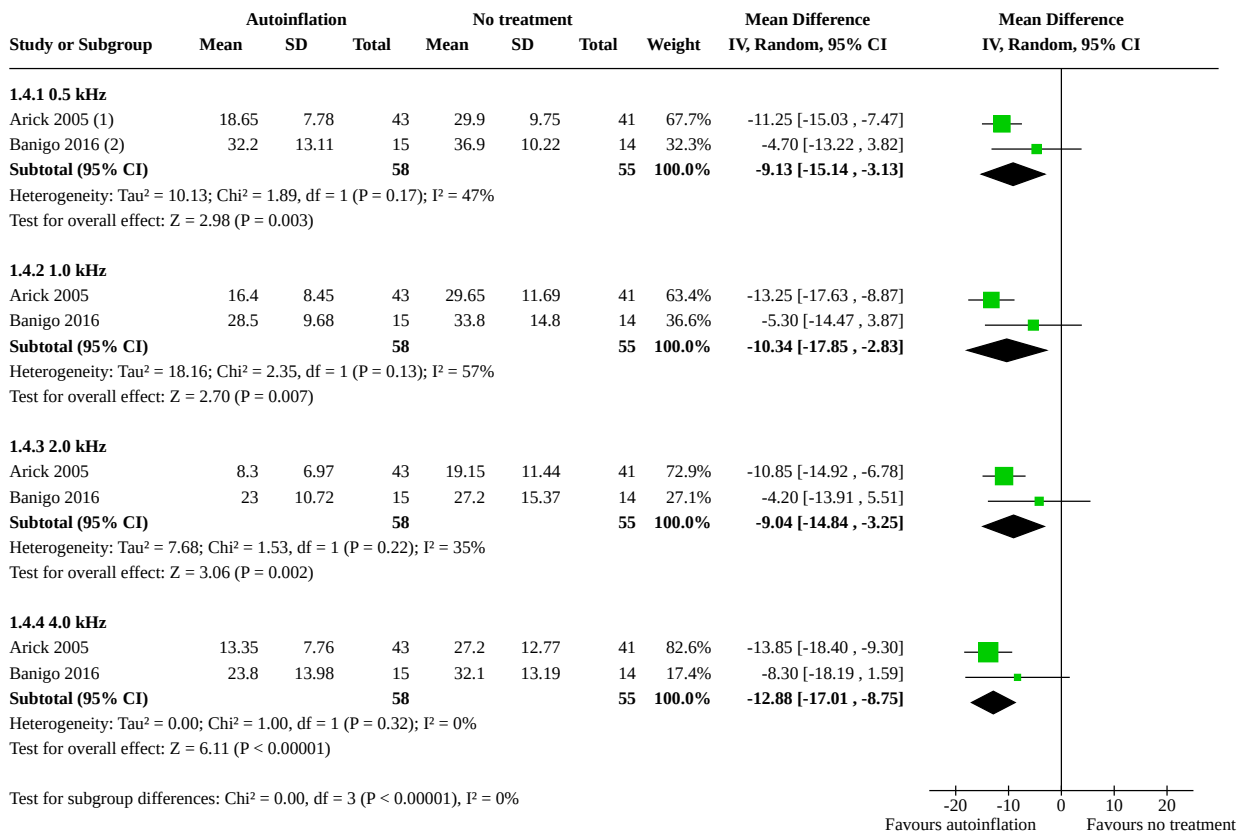 Autoinflation No treatment Mean Difference Mean Difference
Study or Subgroup Mean SD Total Mean SD Total Weight IV, Random, 95% CI IV, Random, 95% CI
1.4.1 0.5 kHz
Arick 2005 (1) 18.65 7.78 43 29.9 9.75 41 67.7% -11.25 [-15.03 , -7.47]
Banigo 2016 (2) 32.2 13.11 15 36.9 10.22 14 32.3% -4.70 [-13.22 , 3.82]
Subtotal (95% CI) 58 55 100.0% -9.13 [-15.14 , -3.13]
Heterogeneity: Tau² = 10.13; Chi² = 1.89, df = 1 (P = 0.17); I² = 47%
Test for overall effect: Z = 2.98 (P = 0.003)
1.4.2 1.0 kHz
Arick 2005 16.4 8.45 43 29.65 11.69 41 63.4% -13.25 [-17.63 , -8.87]
Banigo 2016 28.5 9.68 15 33.8 14.8 14 36.6% -5.30 [-14.47 , 3.87]
Subtotal (95% CI) 58 55 100.0% -10.34 [-17.85 , -2.83]
Heterogeneity: Tau² = 18.16; Chi² = 2.35, df = 1 (P = 0.13); I² = 57%
Test for overall effect: Z = 2.70 (P = 0.007)
1.4.3 2.0 kHz
Arick 2005 8.3 6.97 43 19.15 11.44 41 72.9% -10.85 [-14.92 , -6.78]
Banigo 2016 23 10.72 15 27.2 15.37 14 27.1% -4.20 [-13.91 , 5.51]
Subtotal (95% CI) 58 55 100.0% -9.04 [-14.84 , -3.25]
Heterogeneity: Tau² = 7.68; Chi² = 1.53, df = 1 (P = 0.22); I² = 35%
Test for overall effect: Z = 3.06 (P = 0.002)
1.4.4 4.0 kHz
Arick 2005 13.35 7.76 43 27.2 12.77 41 82.6% -13.85 [-18.40 , -9.30]
Banigo 2016 23.8 13.98 15 32.1 13.19 14 17.4% -8.30 [-18.19 , 1.59]
Subtotal (95% CI) 58 55 100.0% -12.88 [-17.01 , -8.75]
Heterogeneity: Tau² = 0.00; Chi² = 1.00, df = 1 (P = 0.32); I² = 0%
Test for overall effect: Z = 6.11 (P < 0.00001)
Test for subgroup differences: Chi² = 0.00, df = 3 (P < 0.00001), I² = 0%
-20 -10 0 10 20
Favours autoinflation Favours no treatment